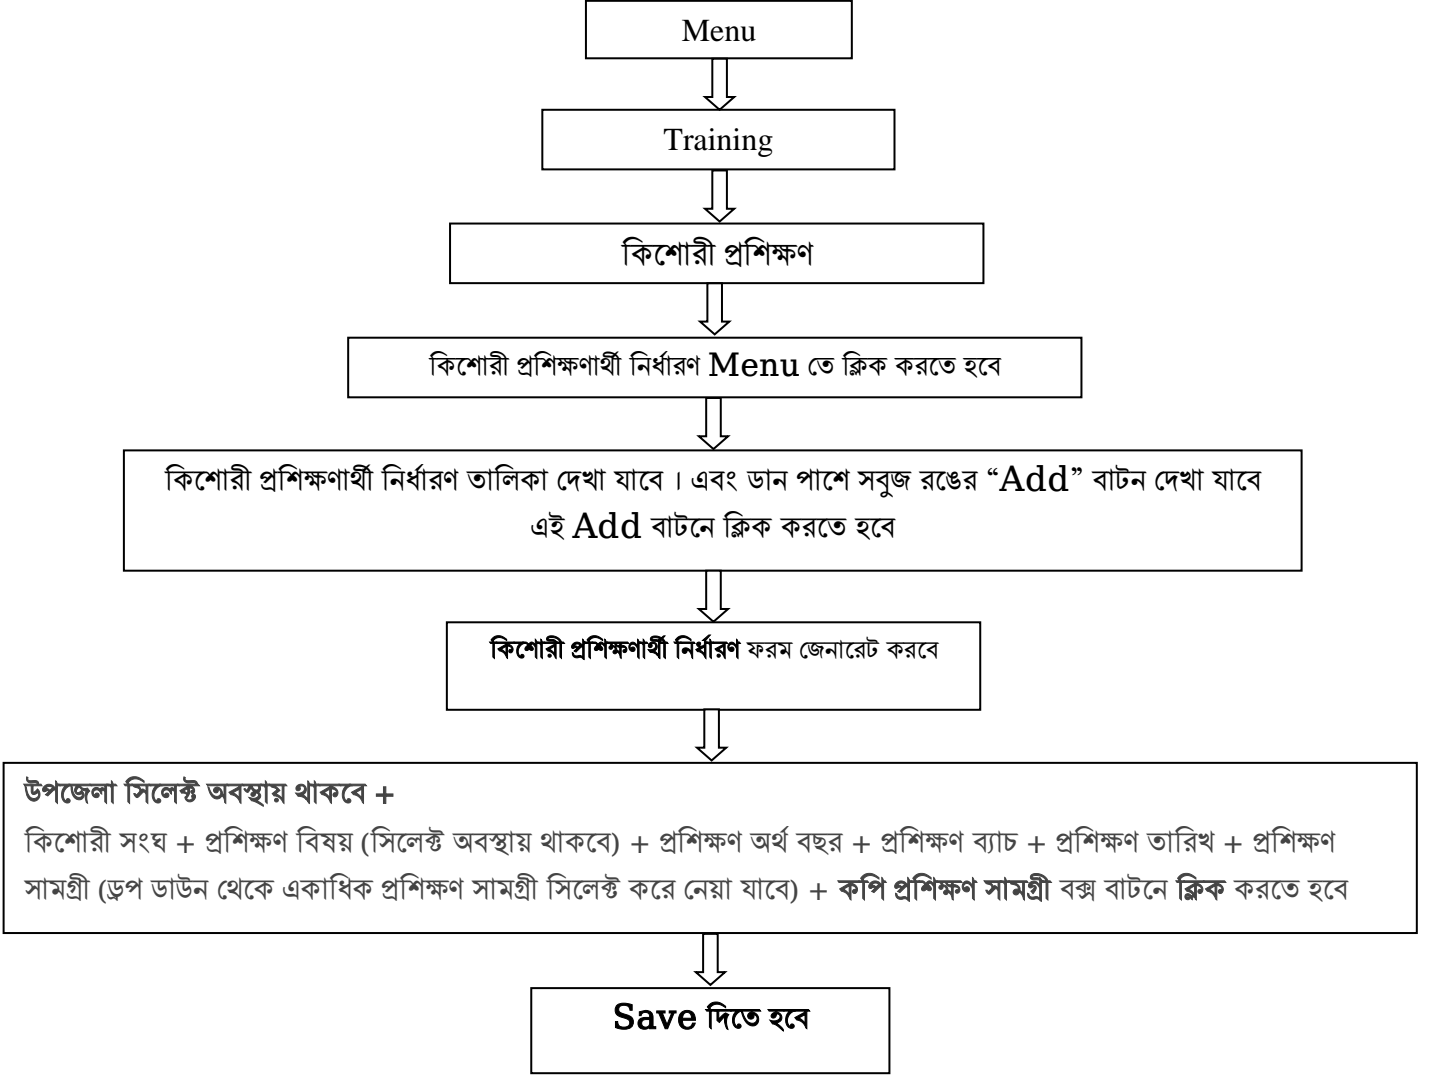 Menu
Training
কিশোরী প্রশিক্ষণ
কিশোরী প্রশিক্ষণার্থী নির্ধারণ Menu তে ক্লিক করতে হবে
কিশোরী প্রশিক্ষণার্থী নির্ধারণ তালিকা দেখা যাবে । এবং ডান পাশে সবুজ রঙের “Add” বাটন দেখা যাবে
এই Add বাটনে ক্লিক করতে হবে
কিশোরী প্রশিক্ষণার্থী নির্ধারণ ফরম জেনারেট করবে
উপজেলা সিলেক্ট অবস্থায় থাকবে +
কিশোরী সংঘ + প্রশিক্ষণ বিষয় (সিলেক্ট অবস্থায় থাকবে) + প্রশিক্ষণ অর্থ বছর + প্রশিক্ষণ ব্যাচ + প্রশিক্ষণ তারিখ + প্রশিক্ষণ
সামগ্রী (ড্রপ ডাউন থেকে একাধিক প্রশিক্ষণ সামগ্রী সিলেক্ট করে নেয়া যাবে) + কপি প্রশিক্ষণ সামগ্রী বক্স বাটনে ক্লিক করতে হবে
Save দিতে হবে